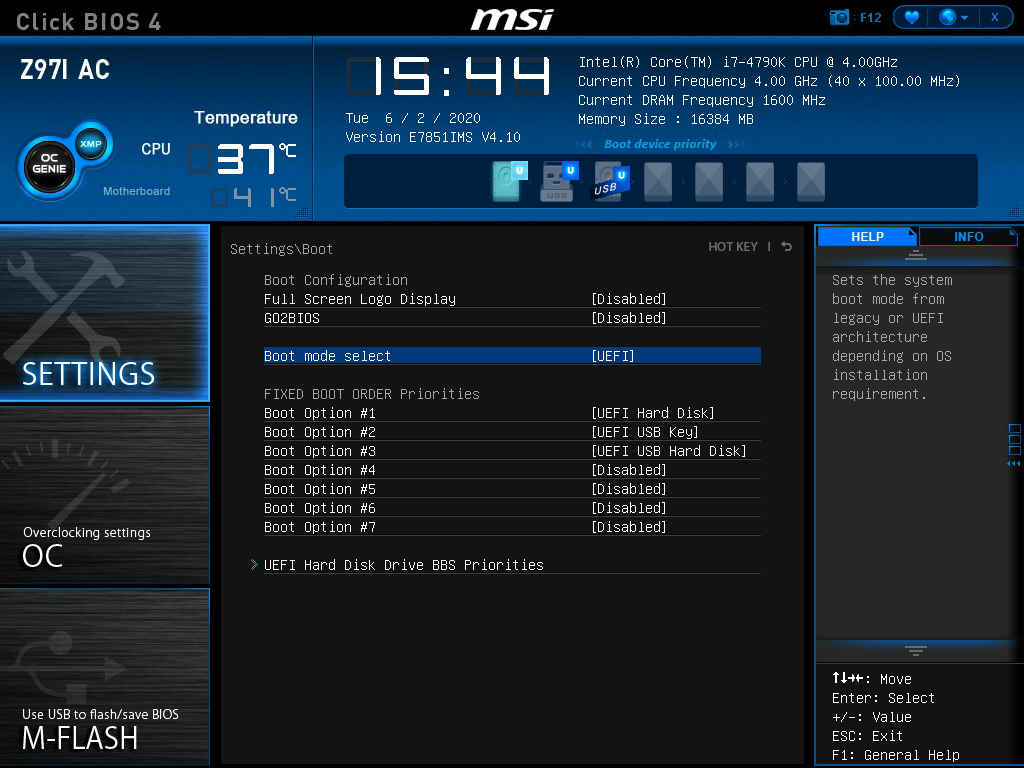 Click BIOS 4
msi
: F12
X
Z97I AC
OC
GENIE
XMP
Temperature
CPU
37°C
Motherboard
41°C
15:44
Tue 6 / 2 / 2020
Version E7851IMS V4.10
Intel(R) Core(TM) i7-4790K CPU @ 4.00GHz
Current CPU Frequency 4.00 GHz (40 x 100.00 MHz)
Current DRAM Frequency 1600 MHz
Memory Size : 16384 MB
Boot device priority
U
U
USB
U
USB
SETTINGS
Overclocking settings
OC
Use USB to flash/save BIOS
M-FLASH
Settings\Boot
HOT KEY |
Boot Configuration
Full Screen Logo Display [Disabled]
GO2BIOS [Disabled]
Boot mode select [UEFI]
FIXED BOOT ORDER Priorities
Boot Option #1 [UEFI Hard Disk]
Boot Option #2 [UEFI USB Key]
Boot Option #3 [UEFI USB Hard Disk]
Boot Option #4 [Disabled]
Boot Option #5 [Disabled]
Boot Option #6 [Disabled]
Boot Option #7 [Disabled]
> UEFI Hard Disk Drive BBS Priorities
HELP
INFO
Sets the system
boot mode from
legacy or UEFI
architecture
depending on OS
installation
requirement.
↑↓→←: Move
Enter: Select
+/-: Value
ESC: Exit
F1: General Help